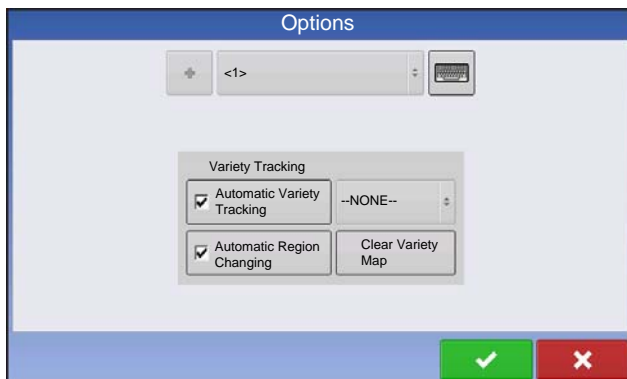 Options
<1>
Variety Tracking
Automatic Variety
Tracking
--NONE--
Automatic Region
Changing
Clear Variety
Map